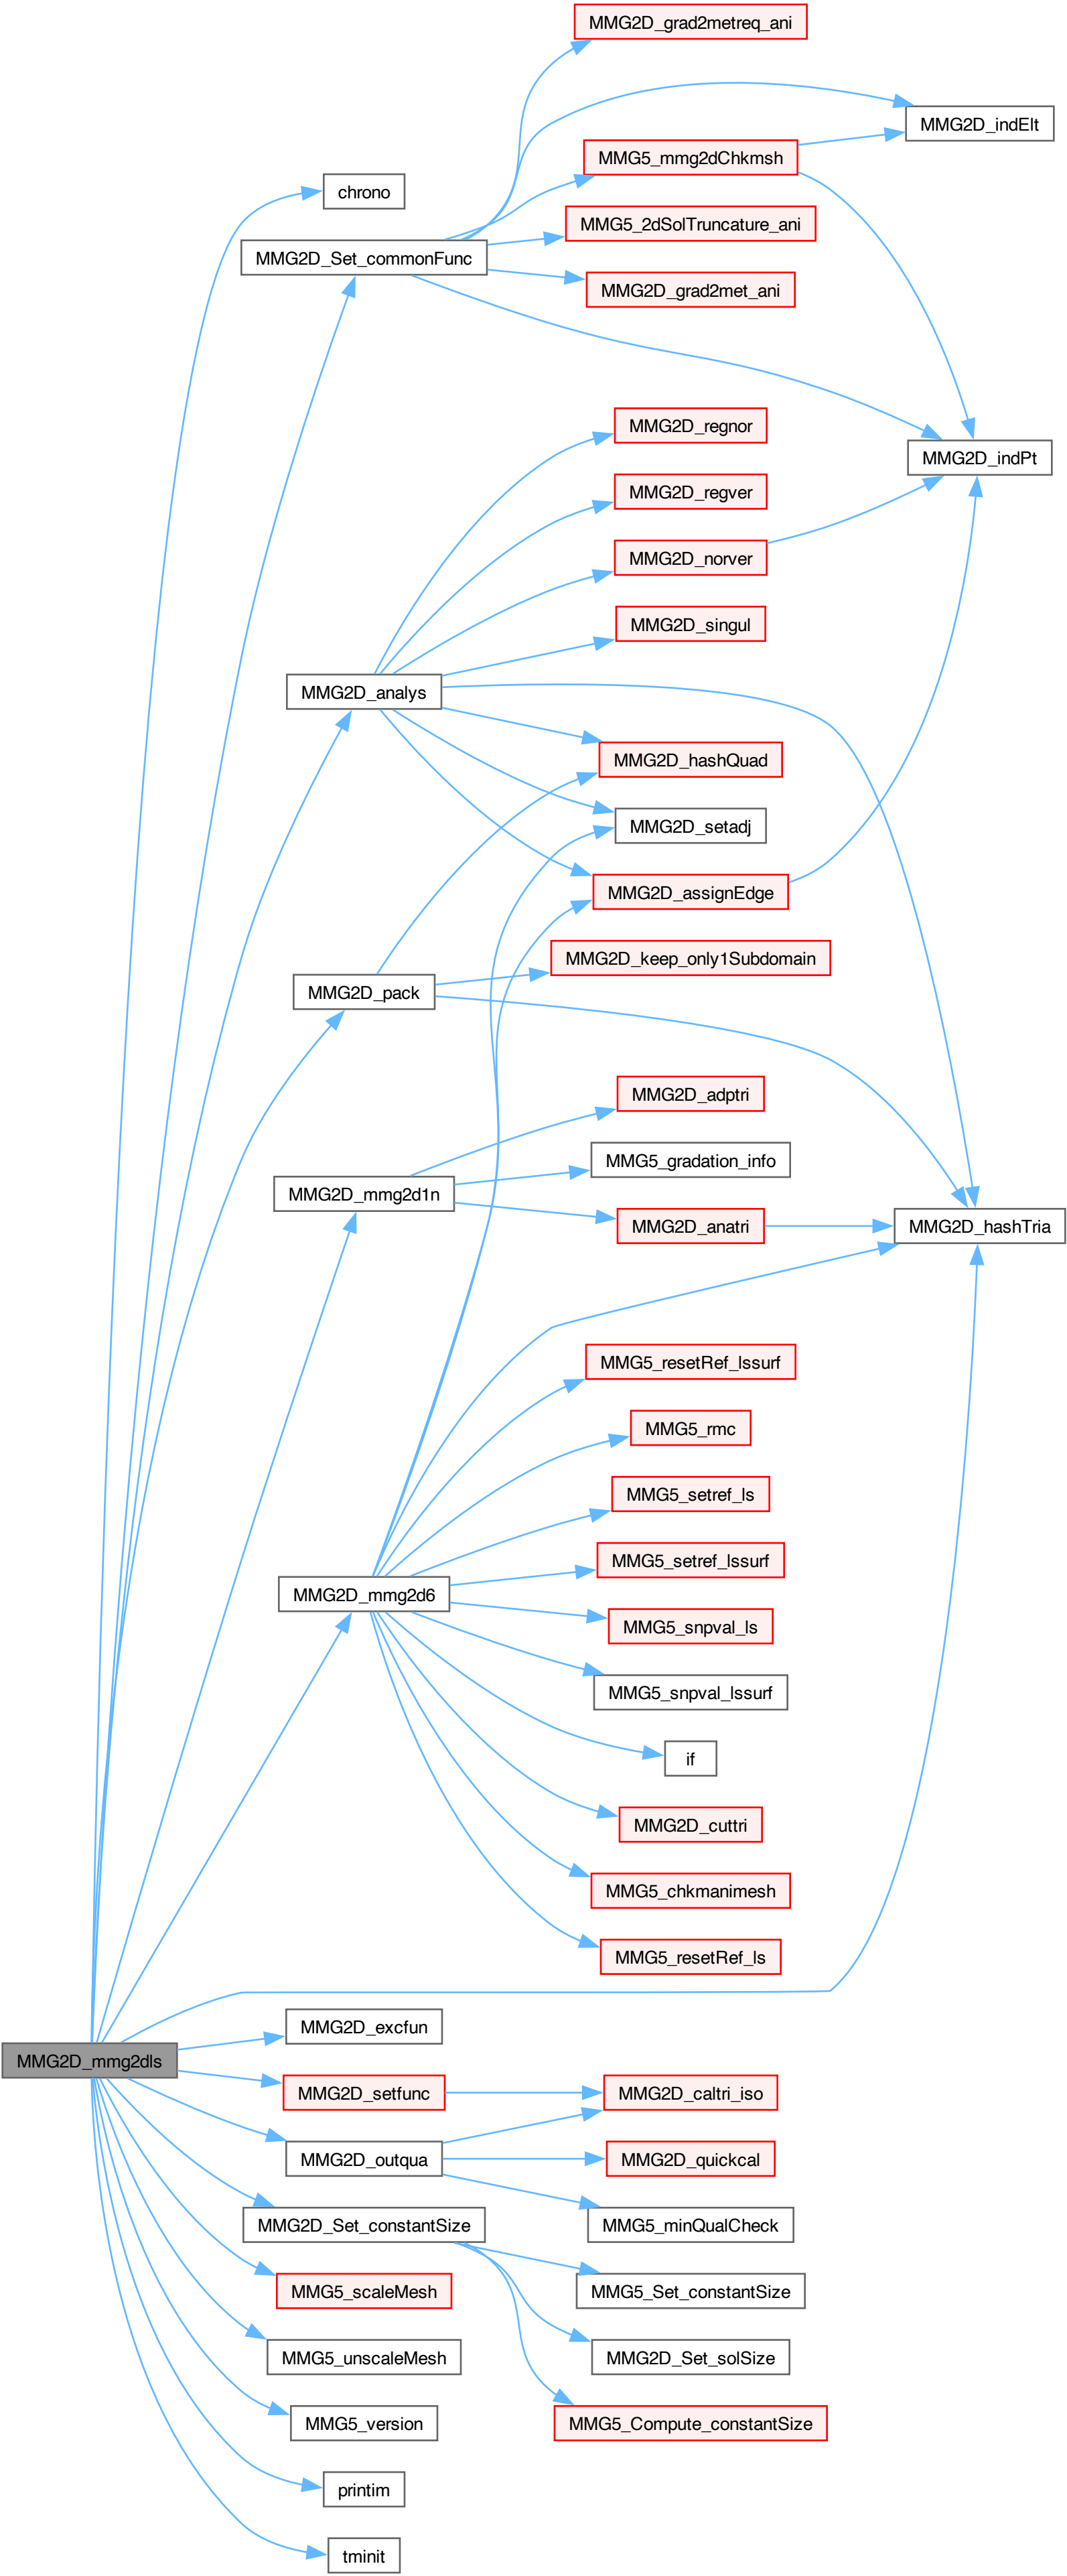 MMG2D_grad2metreq_ani
MMG2D_indElt
MMG5_mmg2dChkmsh
chrono
MMG5_2dSolTruncature_ani
MMG2D_Set_commonFunc
MMG2D_grad2met_ani
MMG2D_regnor
MMG2D_indPt
MMG2D_regver
MMG2D_norver
MMG2D_singul
MMG2D_analys
MMG2D_hashQuad
MMG2D_setadj
MMG2D_assignEdge
MMG2D_keep_only1Subdomain
MMG2D_pack
MMG2D_adptri
MMG5_gradation_info
MMG2D_mmg2d1n
MMG2D_anatri
MMG2D_hashTria
MMG5_resetRef_lssurf
MMG5_rmc
MMG5_setref_ls
MMG5_setref_lssurf
MMG2D_mmg2d6
MMG5_snpval_ls
MMG5_snpval_lssurf
if
MMG2D_cuttri
MMG5_chkmanimesh
MMG5_resetRef_ls
MMG2D_excfun
MMG2D_mmg2dls
MMG2D_setfunc
MMG2D_caltri_iso
MMG2D_outqua
MMG2D_quickcal
MMG2D_Set_constantSize
MMG5_minQualCheck
MMG5_scaleMesh
MMG5_Set_constantSize
MMG5_unscaleMesh
MMG2D_Set_solSize
MMG5_version
MMG5_Compute_constantSize
printim
tminit